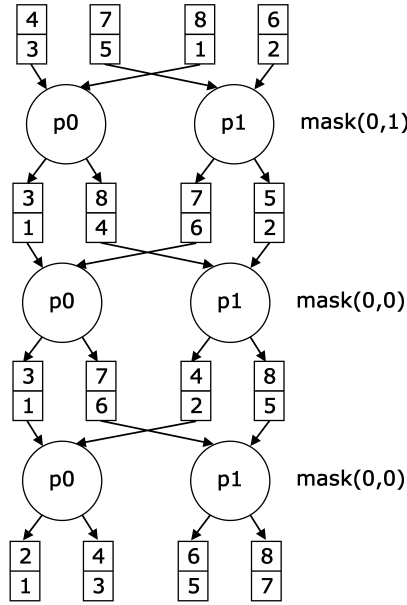 4 7 8 6
3 5 1 2
p0 p1 mask(0,1)
3 8 7 5
1 4 6 2
p0 p1 mask(0,0)
3 7 4 8
1 6 2 5
p0 p1 mask(0,0)
2 4 6 8
1 3 5 7